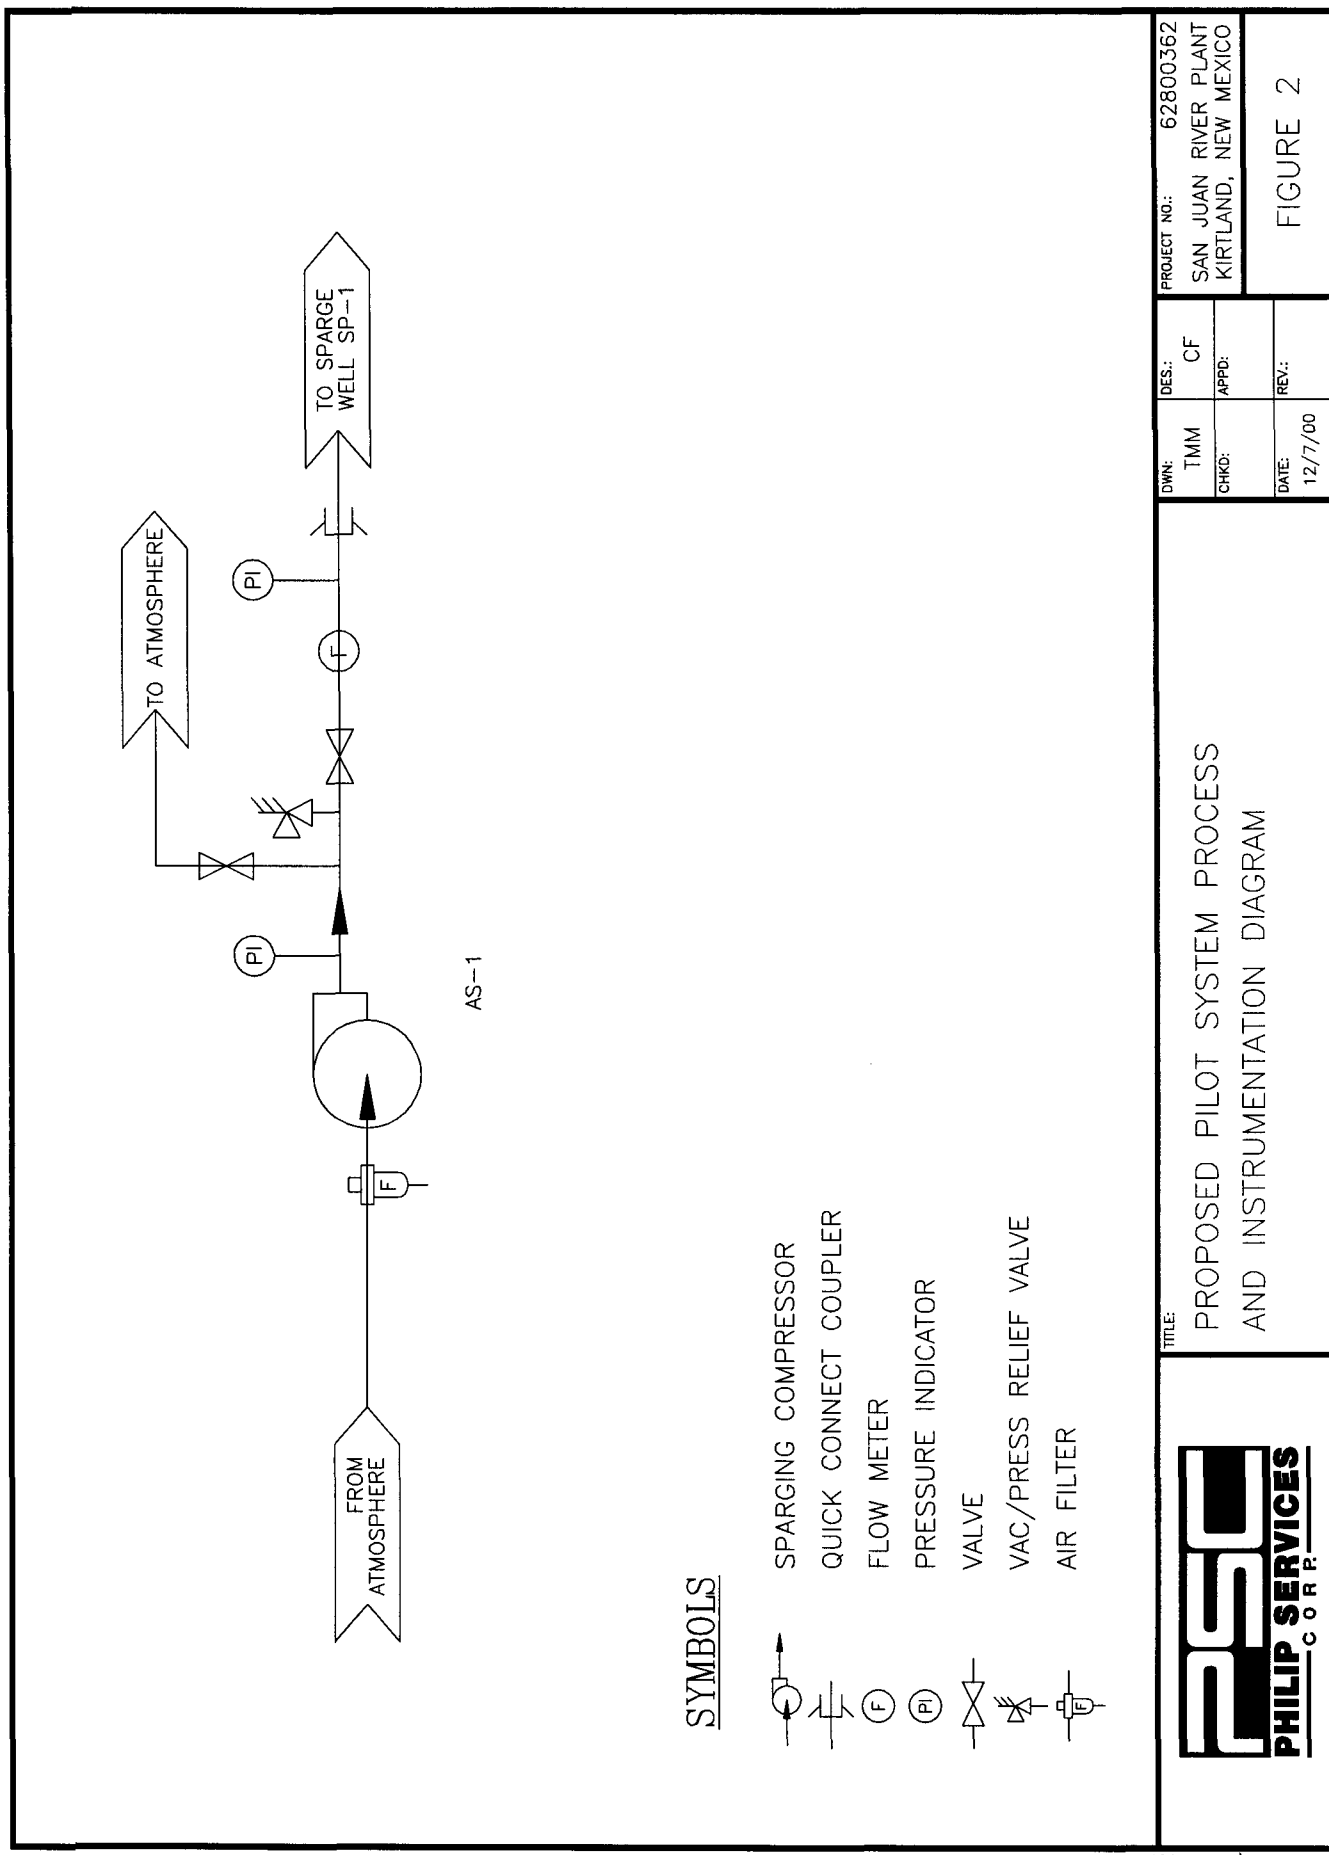 FROM
ATMOSPHERE
F
AS-1
PI
TO ATMOSPHERE
F
PI
TO SPARGE
WELL SP-1
SYMBOLS
SPARGING COMPRESSOR
QUICK CONNECT COUPLER
F FLOW METER
PI PRESSURE INDICATOR
VALVE
VAC/PRESS RELIEF VALVE
F AIR FILTER
PSC
PHILIP SERVICES
CORP.
TITLE:
PROPOSED PILOT SYSTEM PROCESS
AND INSTRUMENTATION DIAGRAM
DWN:
TMM
DES.:
CF
CHKD:
APPD:
DATE:
12/7/00
REV.:
PROJECT NO.: 62800362
SAN JUAN RIVER PLANT
KIRTLAND, NEW MEXICO
FIGURE 2